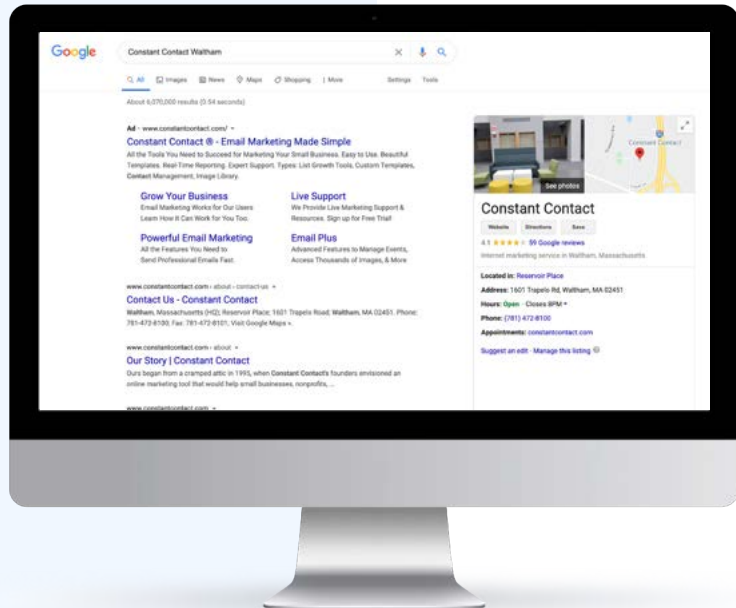 Google
Constant Contact Waltham
All Images News Maps Shopping | More Settings Tools
About 6,070,000 results (0.54 seconds)
Ad · www.constantcontact.com/
Constant Contact ® - Email Marketing Made Simple
All the Tools You Need to Succeed for Marketing Your Small Business. Easy to Use. Beautiful
Templates. Real-Time Reporting. Expert Support. Types: List Growth Tools, Custom Templates,
Contact Management, Image Library.
Grow Your Business
Email Marketing Works for Our Users
Learn How It Can Work for You Too.
Live Support
We Provide Live Marketing Support &
Resources. Sign up for Free Trial!
Powerful Email Marketing
All the Features You Need to
Send Professional Emails Fast.
Email Plus
Advanced Features to Manage Events,
Access Thousands of Images, & More
www.constantcontact.com › about › contact-us
Contact Us - Constant Contact
Waltham, Massachusetts (HQ); Reservoir Place; 1601 Trapelo Road; Waltham, MA 02451. Phone:
781-472-8100; Fax: 781-472-8101; Visit Google Maps ».
www.constantcontact.com › about
Our Story | Constant Contact
Ours began from a cramped attic in 1995, when Constant Contact's founders envisioned an
online marketing tool that would help small businesses, nonprofits, ...
www.constantcontact.com
See photos
Constant Contact
Constant Contact
Website Directions Save
4.1 59 Google reviews
Internet marketing service in Waltham, Massachusetts
Located in: Reservoir Place
Address: 1601 Trapelo Rd, Waltham, MA 02451
Hours: Open · Closes 8PM
Phone: (781) 472-8100
Appointments: constantcontact.com
Suggest an edit · Manage this listing